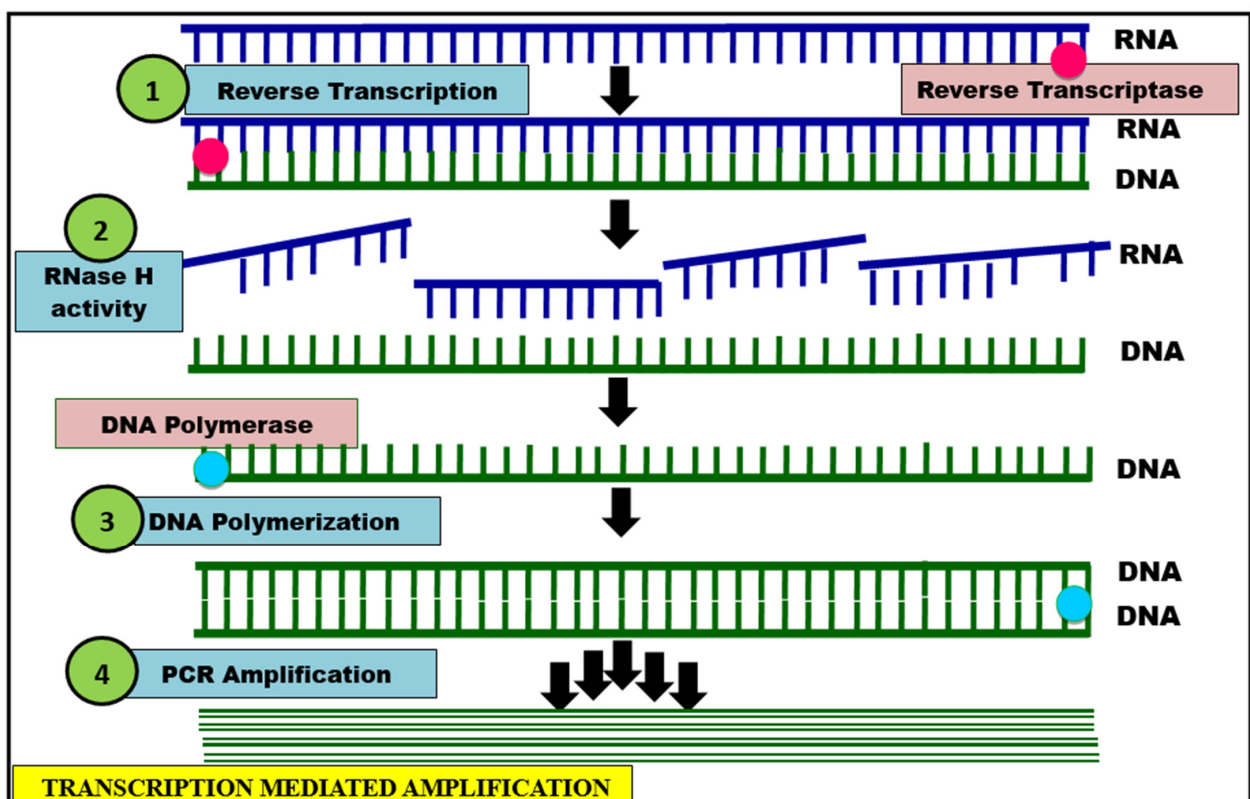 RNA
1
Reverse Transcription
Reverse Transcriptase
RNA
DNA
2
RNase H
activity
RNA
DNA
DNA Polymerase
DNA
3
DNA Polymerization
DNA
DNA
4
PCR Amplification
TRANSCRIPTION MEDIATED AMPLIFICATION